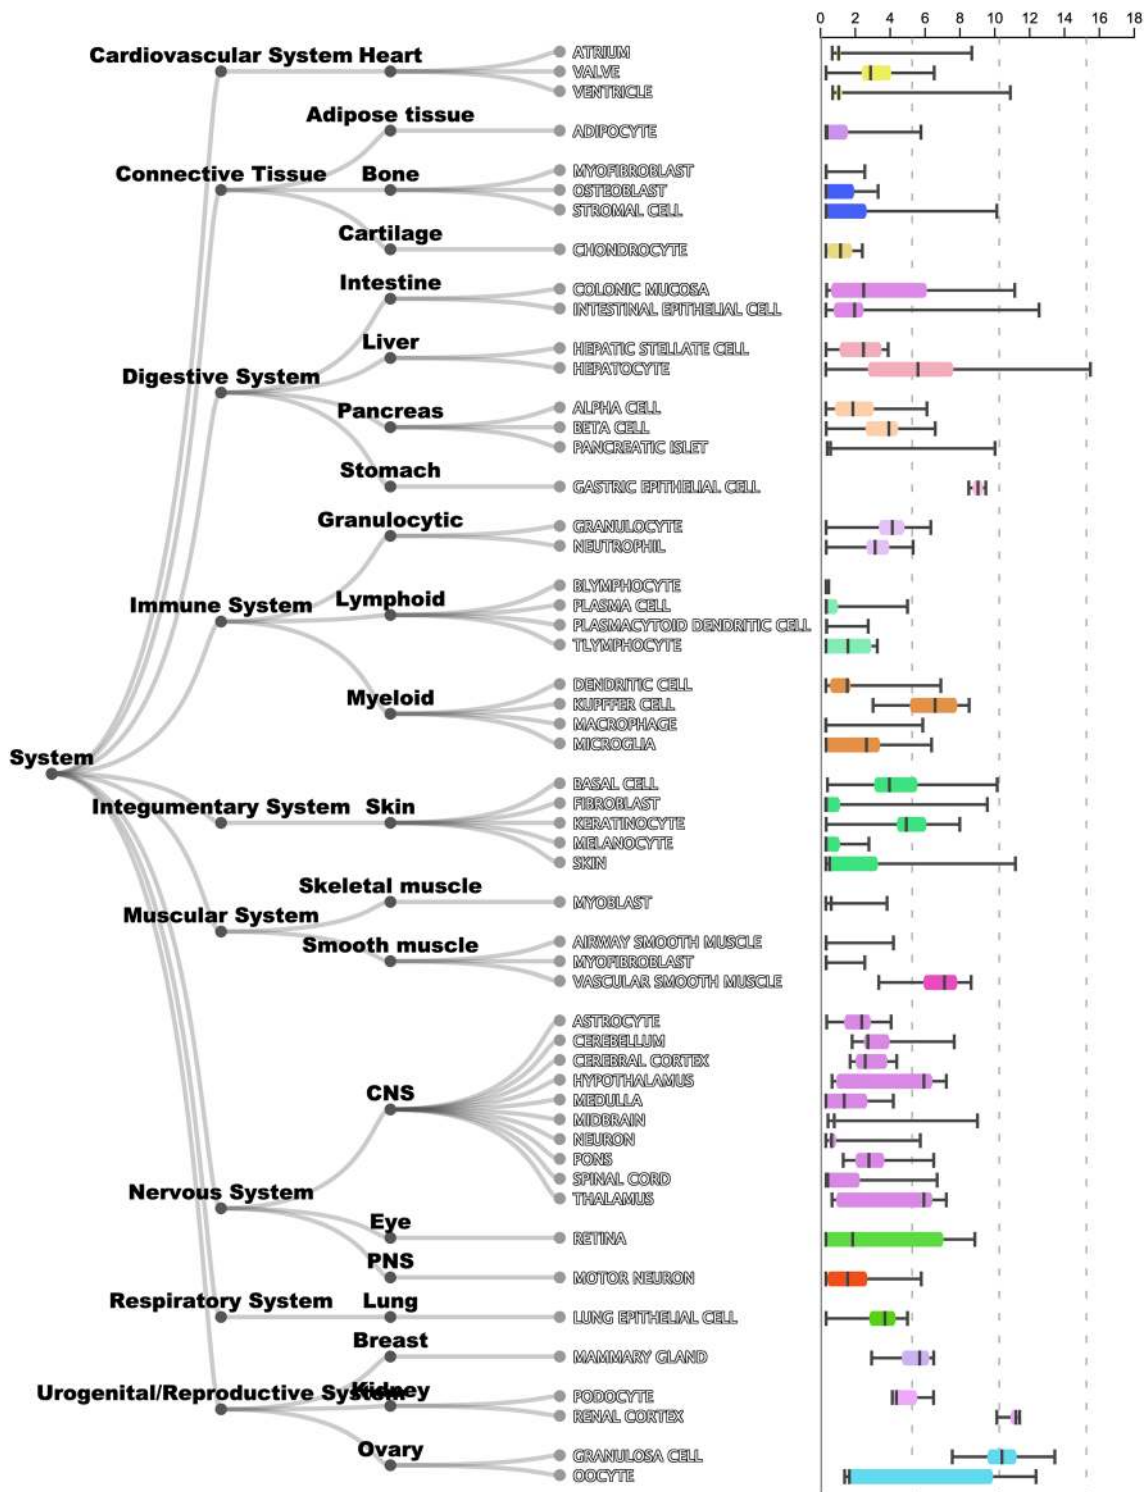 0 2 4 6 8 10 12 14 16 18
Cardiovascular System Heart
ATRIUM
VALVE
VENTRICLE
Adipose tissue
ADIPOCYTE
Connective Tissue
Bone
MYOFIBROBLAST
OSTEOBLAST
STROMAL CELL
Cartilage
CHONDROCYTE
Intestine
COLONIC MUCOSA
INTESTINAL EPITHELIAL CELL
Liver
HEPATIC STELLATE CELL
HEPATOCYTE
Digestive System
Pancreas
ALPHA CELL
BETA CELL
PANCREATIC ISLET
Stomach
GASTRIC EPITHELIAL CELL
Granulocytic
GRANULOCYTE
NEUTROPHIL
Immune System
Lymphoid
BLYMPHOCYTE
PLASMA CELL
PLASMACYTOID DENDRITIC CELL
TLYMPHOCYTE
Myeloid
DENDRITIC CELL
KUPFFER CELL
MACROPHAGE
MICROGLIA
System
Integumentary System Skin
BASAL CELL
FIBROBLAST
KERATINOCYTE
MELANOCYTE
SKIN
Skeletal muscle
MYOBLAST
Muscular System
Smooth muscle
AIRWAY SMOOTH MUSCLE
MYOFIBROBLAST
VASCULAR SMOOTH MUSCLE
CNS
ASTROCYTE
CEREBELLUM
CEREBRAL CORTEX
HYPOTHALAMUS
MEDULLA
MIDBRAIN
NEURON
PONS
SPINAL CORD
THALAMUS
Nervous System
Eye
RETINA
PNS
MOTOR NEURON
Respiratory System Lung
LUNG EPITHELIAL CELL
Breast
MAMMARY GLAND
Urogenital/Reproductive System
Kidney
PODOCYTE
RENAL CORTEX
Ovary
GRANULOSA CELL
OOCYTE